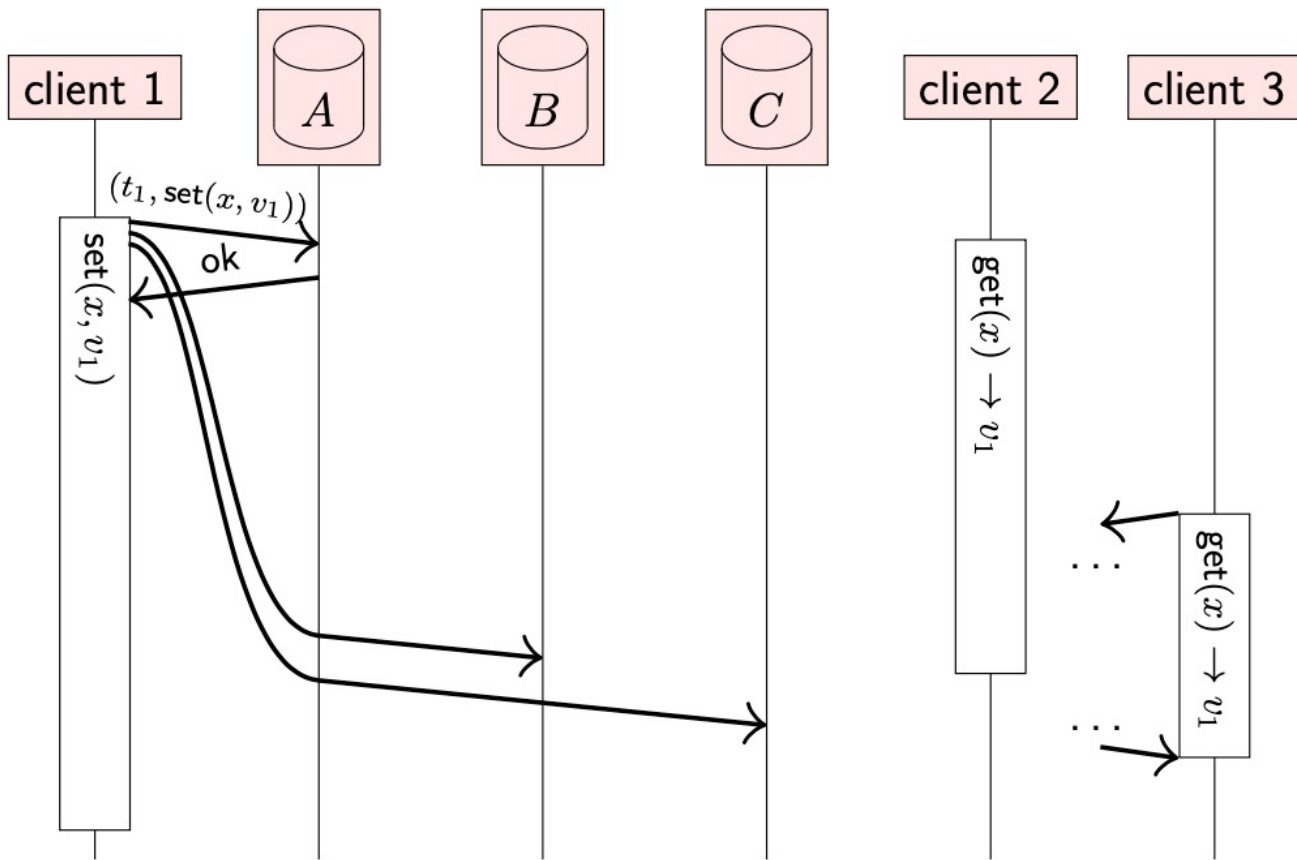 client 1
A
B
C
client 2
client 3
(t₁, set(x, v₁))
ok
set(x, v₁)
get(x) → v₁
get(x) → v₁
...
...